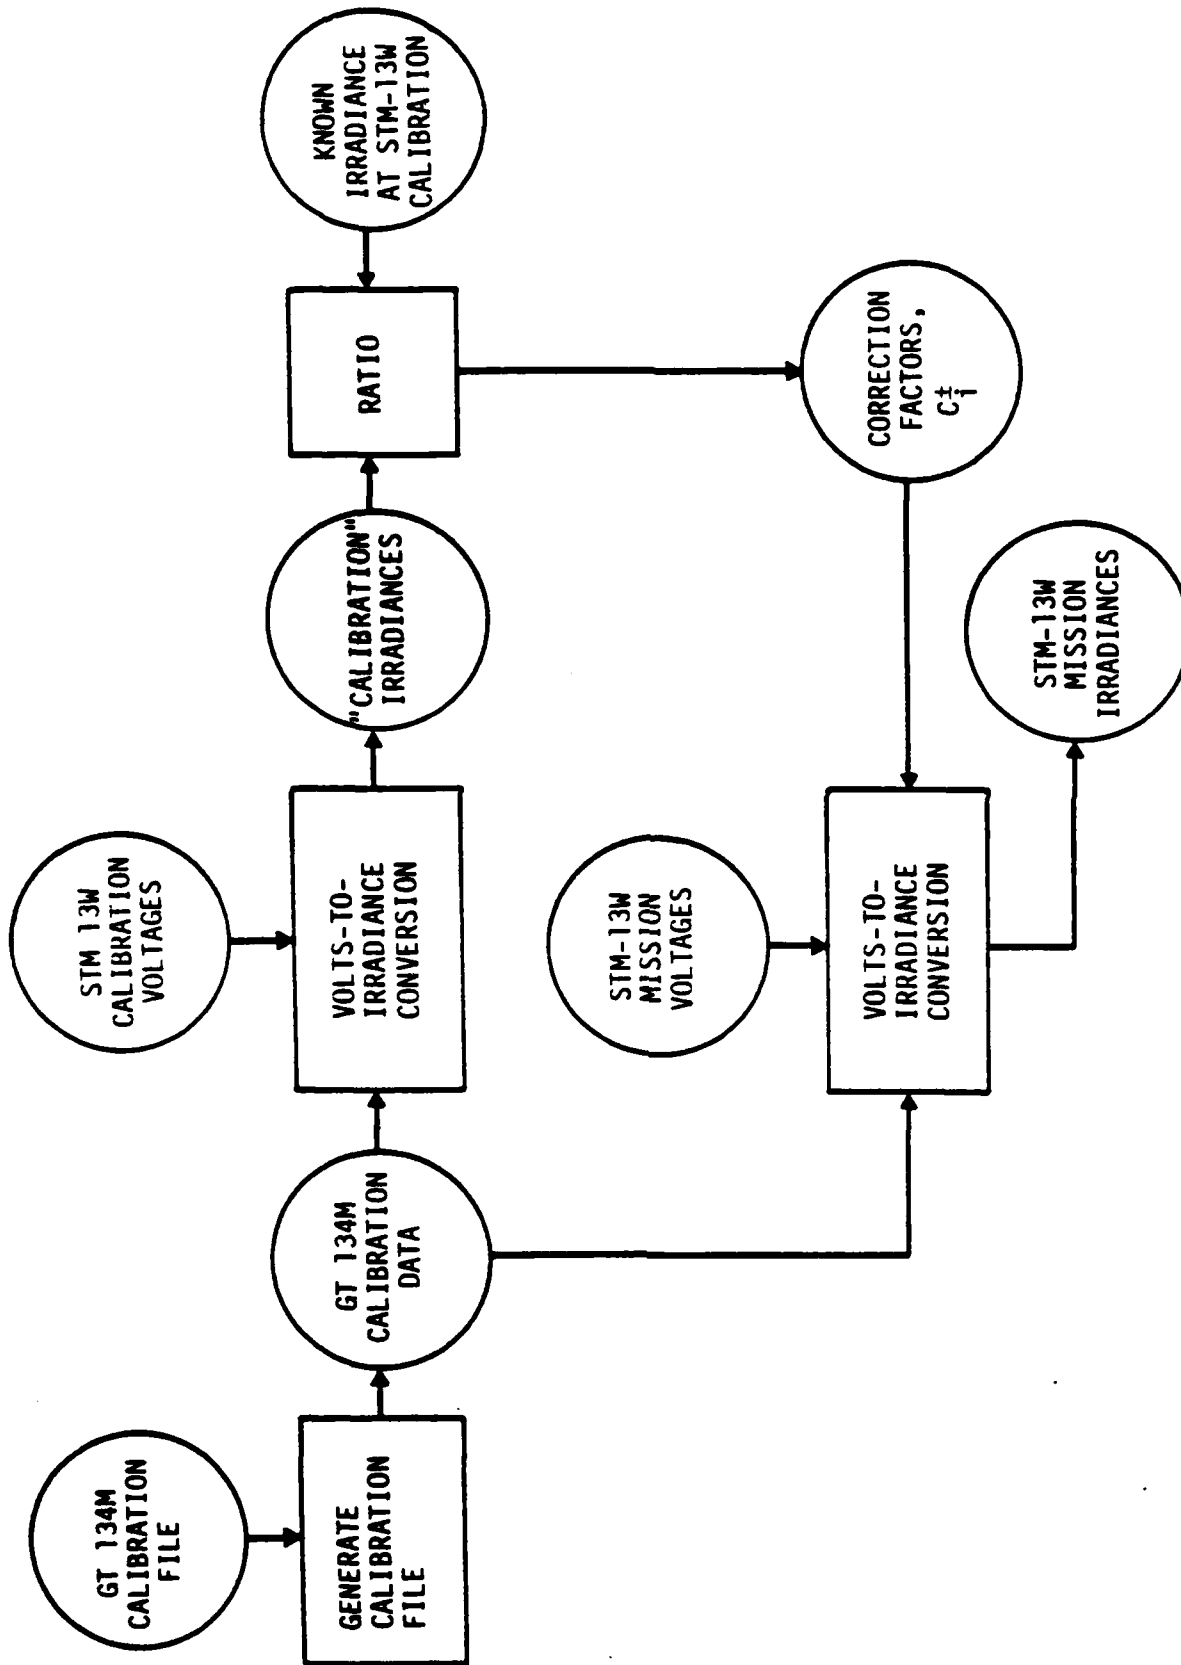 GT 134M
CALIBRATION
FILE
GENERATE
CALIBRATION
FILE
GT 134M
CALIBRATION
DATA
STM 13W
CALIBRATION
VOLTAGES
VOLTS-TO-
IRRADIANCE
CONVERSION
"CALIBRATION"
IRRADIANCES
RATIO
KNOWN
IRRADIANCE
AT STM-13W
CALIBRATION
STM-13W
MISSION
VOLTAGES
VOLTS-TO-
IRRADIANCE
CONVERSION
CORRECTION
FACTORS,
C±i
STM-13W
MISSION
IRRADIANCES